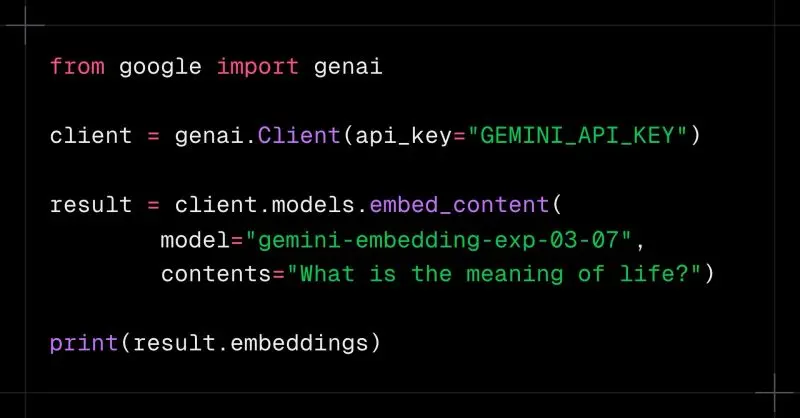 from google import genai
client = genai.Client(api_key="GEMINI_API_KEY")
result = client.models.embed_content(
model="gemini-embedding-exp-03-07",
contents="What is the meaning of life?")
print(result.embeddings)